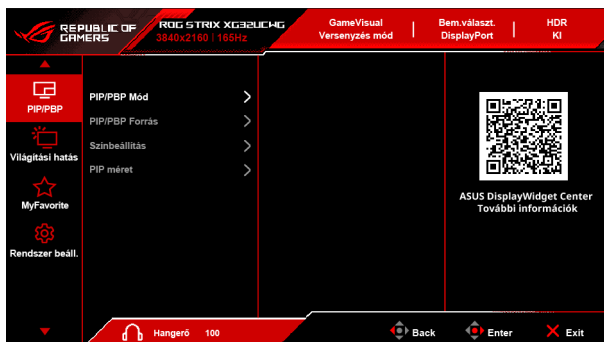 REPUBLIC OF
GAMERS
ROG STRIX XG32UCWG
3840x2160 | 165Hz
GameVisual
Versenyzés mód
Bem.választ.
DisplayPort
HDR
KI
PIP/PBP
Világítási hatás
MyFavorite
Rendszer beáll.
PIP/PBP Mód
PIP/PBP Forrás
Színbeállítás
PIP méret
ASUS DisplayWidget Center
További információk
Hangerő 100
Back
Enter
Exit